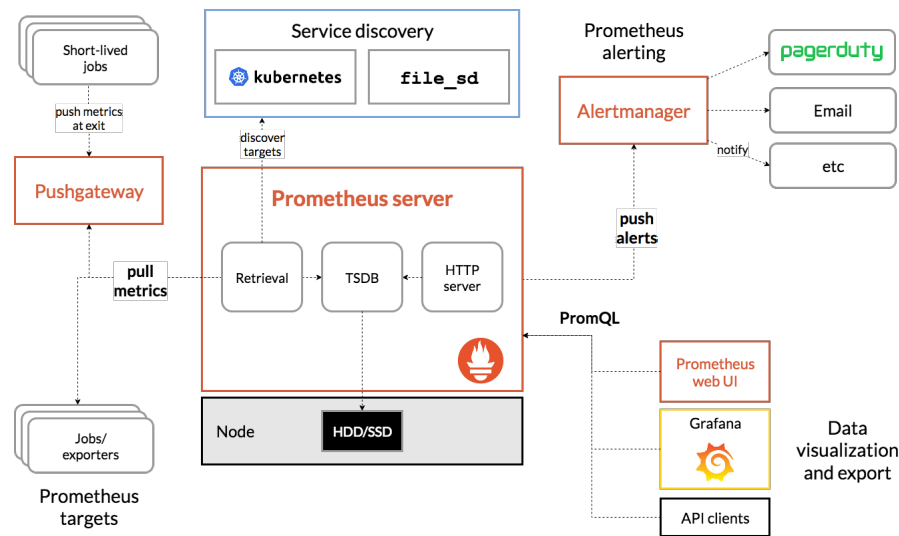 Short-lived
jobs
push metrics
at exit
Pushgateway
pull
metrics
Jobs/
exporters
Prometheus
targets
Service discovery
kubernetes
file_sd
discover
targets
Prometheus server
Retrieval
TSDB
HTTP
server
Node
HDD/SSD
Prometheus
alerting
Alertmanager
push
alerts
notify
pagerduty
Email
etc
PromQL
Prometheus
web UI
Grafana
API clients
Data
visualization
and export